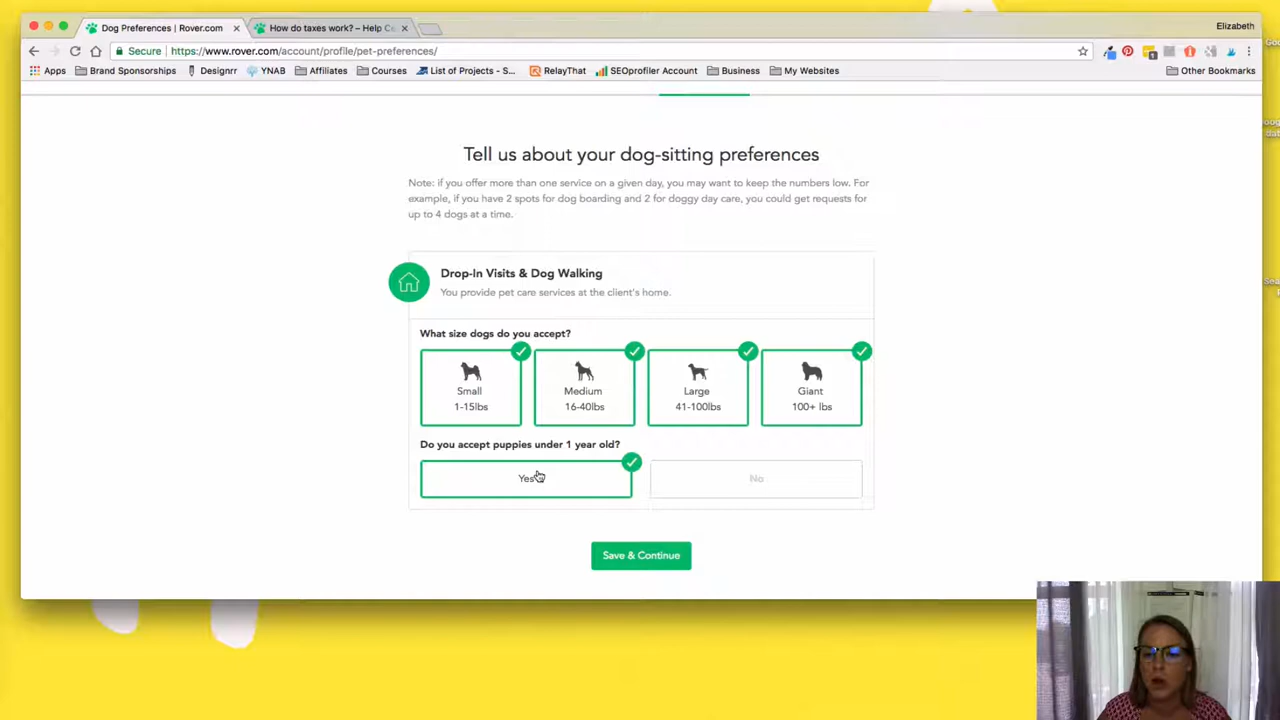 Dog Preferences | Rover.com
How do taxes work? – Help Ce
Elizabeth
Secure https://www.rover.com/account/profile/pet-preferences/
Apps Brand Sponsorships Designrr YNAB Affiliates Courses List of Projects - S... RelayThat SEOprofiler Account Business My Websites Other Bookmarks
Tell us about your dog-sitting preferences
Note: if you offer more than one service on a given day, you may want to keep the numbers low. For
example, if you have 2 spots for dog boarding and 2 for doggy day care, you could get requests for
up to 4 dogs at a time.
Drop-In Visits & Dog Walking
You provide pet care services at the client's home.
What size dogs do you accept?
Small Medium Large Giant
1-15lbs 16-40lbs 41-100lbs 100+ lbs
Do you accept puppies under 1 year old?
Yes No
Save & Continue